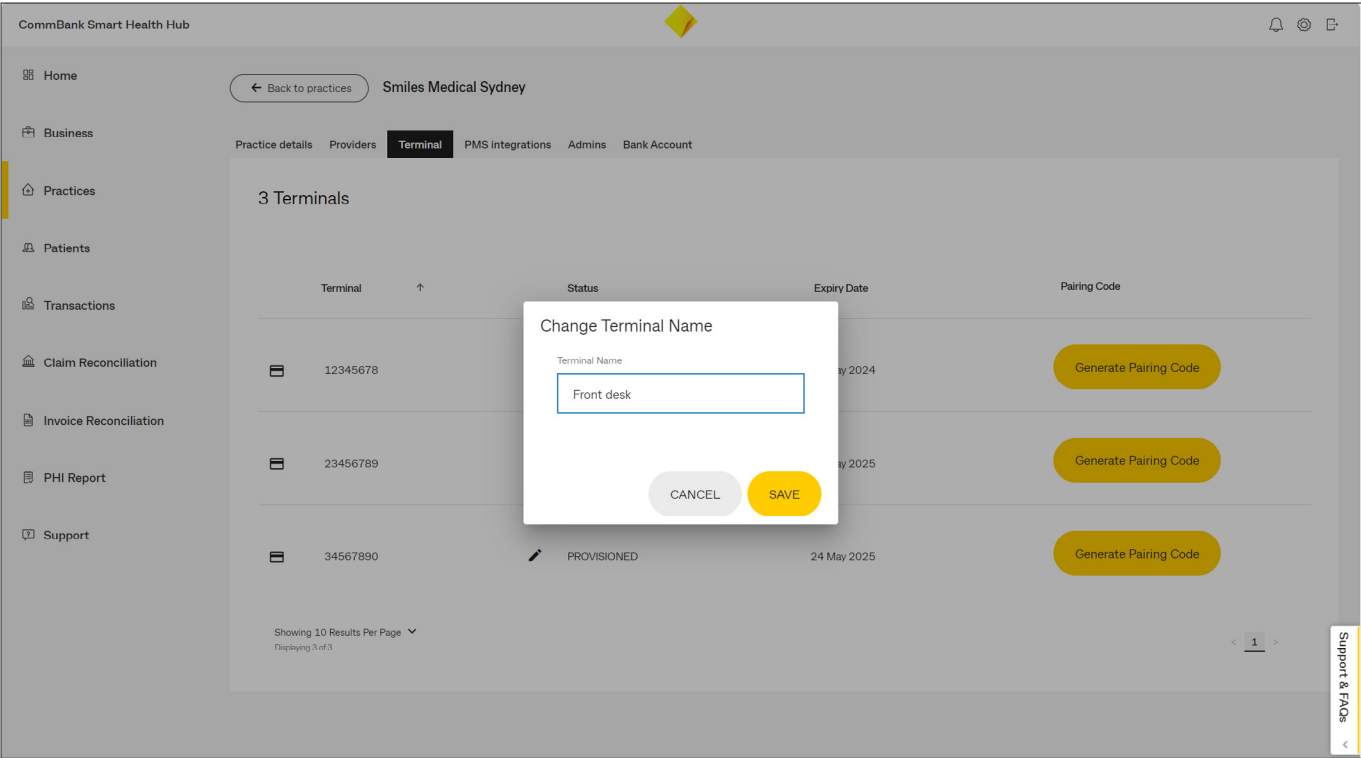 CommBank Smart Health Hub
Home
Business
Practices
Patients
Transactions
Claim Reconciliation
Invoice Reconciliation
PHI Report
Support
Back to practices
Smiles Medical Sydney
Practice details Providers Terminal PMS integrations Admins Bank Account
3 Terminals
Terminal Status Expiry Date Pairing Code
12345678 2024 Generate Pairing Code
23456789 2025 Generate Pairing Code
34567890 PROVISIONED 24 May 2025 Generate Pairing Code
Change Terminal Name
Terminal Name
Front desk
CANCEL SAVE
Showing 10 Results Per Page
Displaying 3 of 3
< 1 >
Support & FAQs